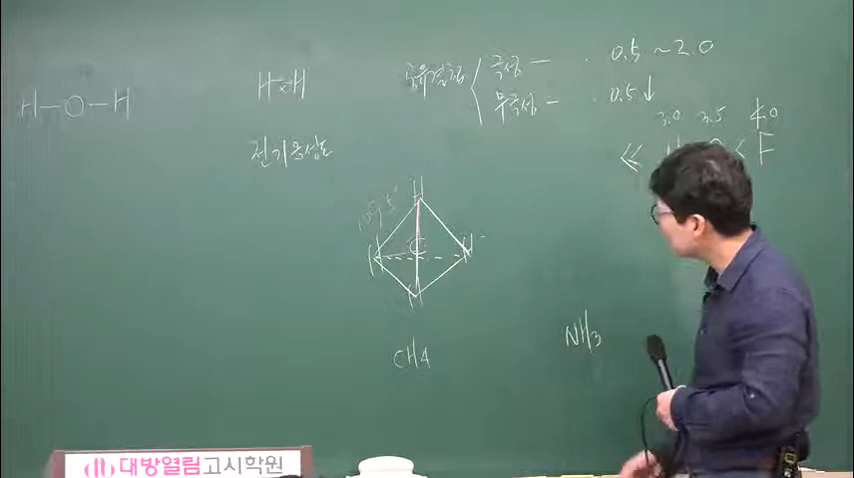 H-O-H
H H
공유결합 극성 - 0.5 ~ 2.0
무극성 - 0.5↓
전기음성도
3.0 3.5 4.0
≪ < F
109.5°
H
H C H
H
CH4
NH3
대방열림고시학원